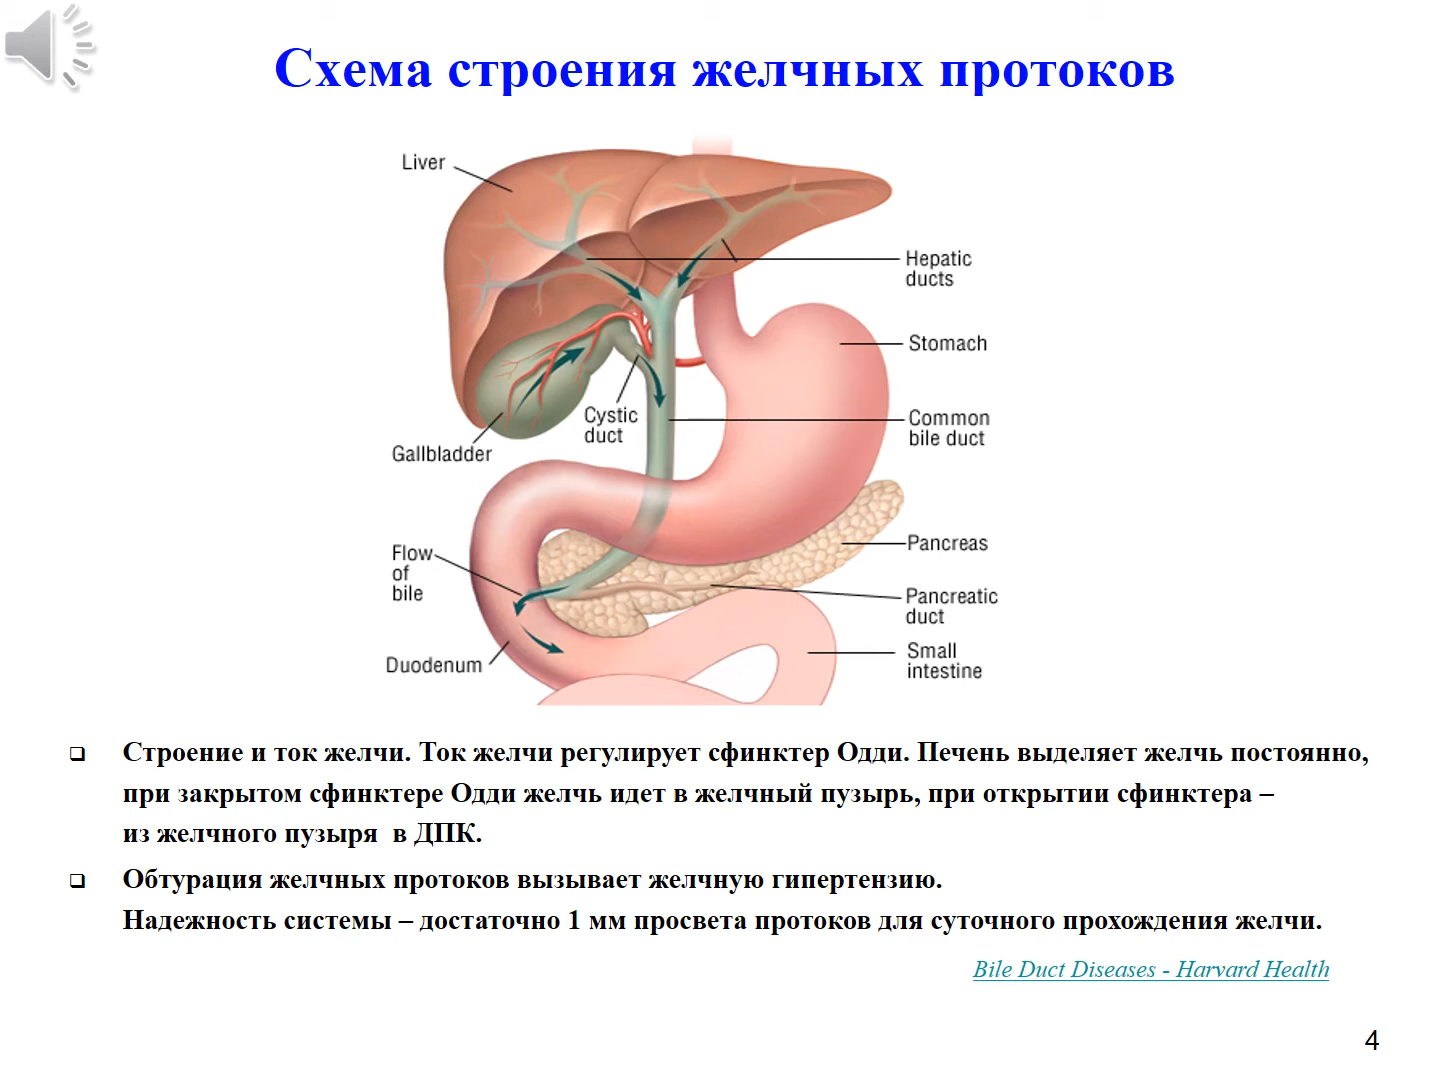 Схема строения желчных протоков
Liver
Hepatic
ducts
Stomach
Cystic
duct
Common
bile duct
Gallbladder
Flow
of
bile
Pancreas
Pancreatic
duct
Duodenum
Small
intestine
Строение и ток желчи. Ток желчи регулирует сфинктер Одди. Печень выделяет желчь постоянно,
при закрытом сфинктере Одди желчь идет в желчный пузырь, при открытии сфинктера –
из желчного пузыря в ДПК.
Обтурация желчных протоков вызывает желчную гипертензию.
Надежность системы – достаточно 1 мм просвета протоков для суточного прохождения желчи.
Bile Duct Diseases - Harvard Health
4